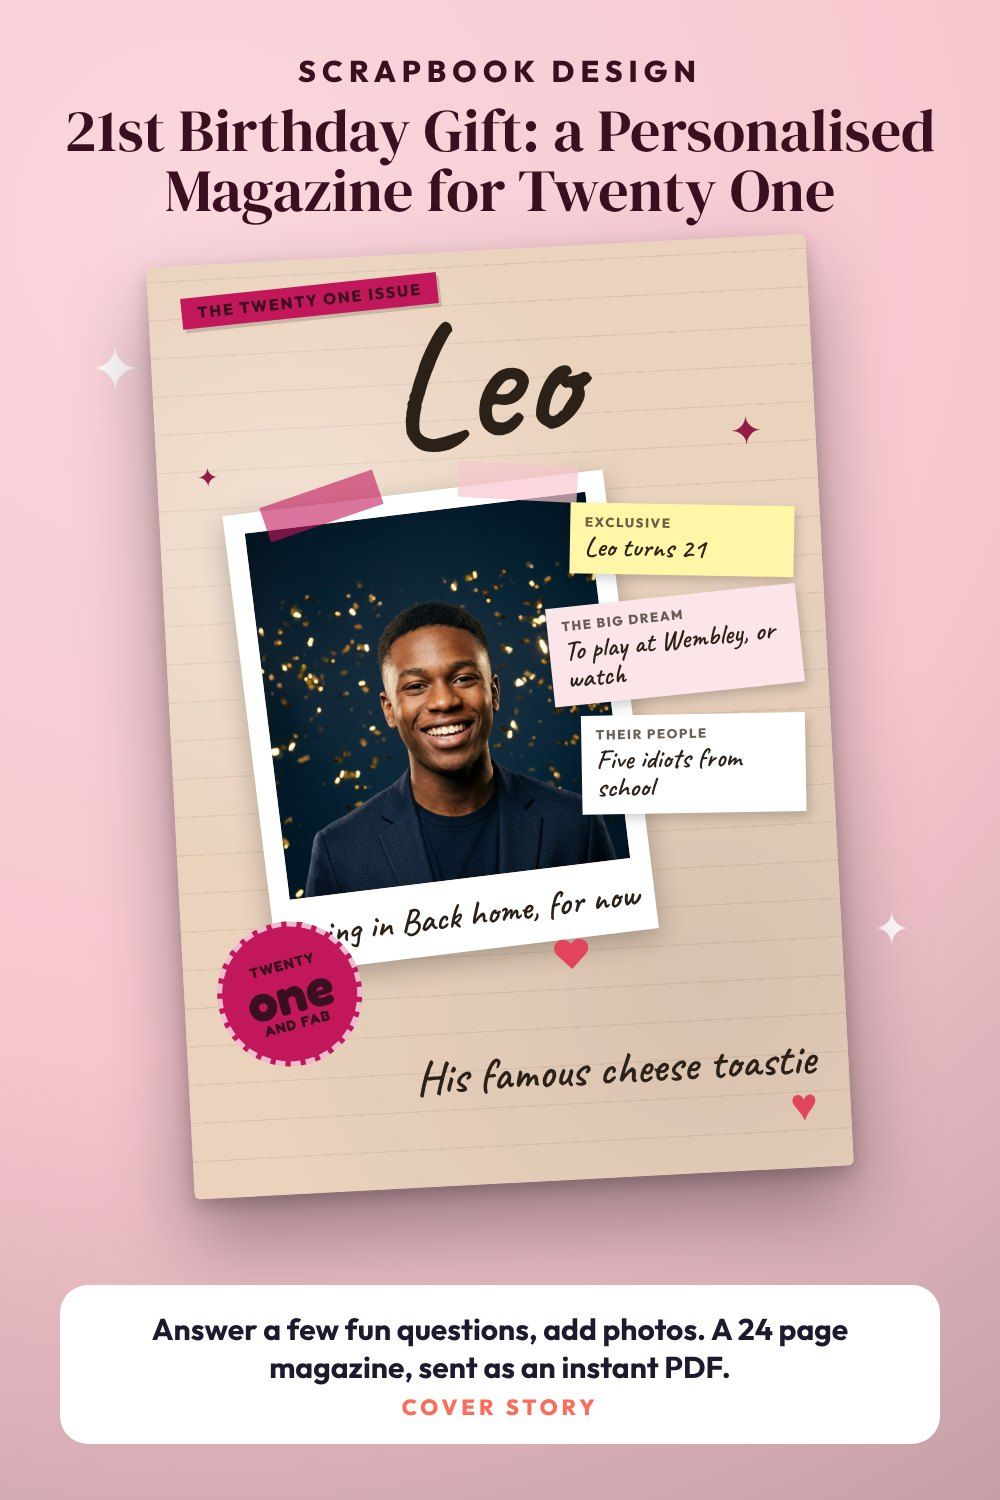 SCRAPBOOK DESIGN
21st Birthday Gift: a Personalised
Magazine for Twenty One
THE TWENTY ONE ISSUE
Leo
EXCLUSIVE
Leo turns 21
THE BIG DREAM
To play at Wembley, or
watch
THEIR PEOPLE
Five idiots from
school
ing in Back home, for now
TWENTY
one
AND FAB
His famous cheese toastie
Answer a few fun questions, add photos. A 24 page
magazine, sent as an instant PDF.
COVER STORY